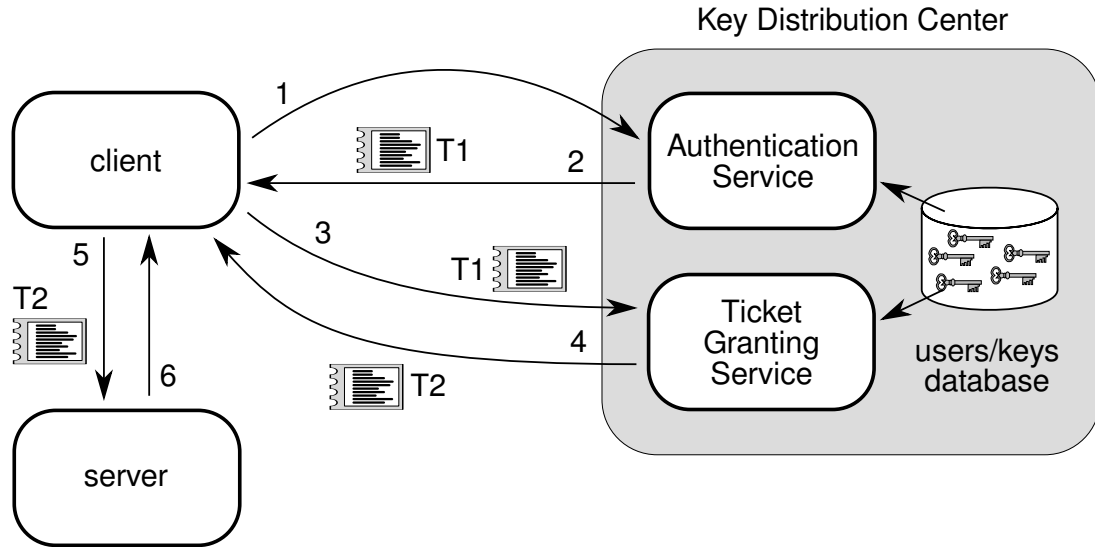 Key Distribution Center
1
client
T1
2
Authentication
Service
5
3
T1
T2
4
Ticket
Granting
Service
users/keys
database
6
T2
server